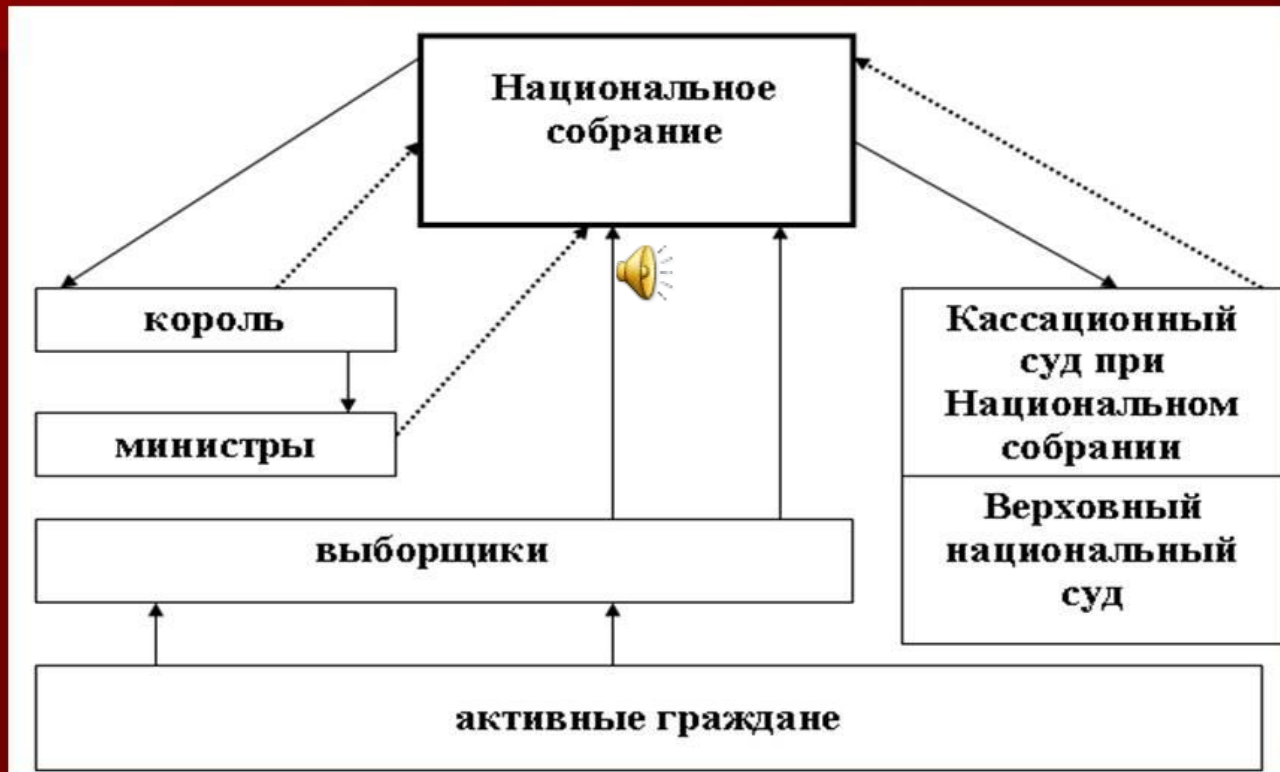 Национальное
собрание
король
министры
выборщики
Кассационный
суд при
Национальном
собрании
Верховный
национальный
суд
активные граждане